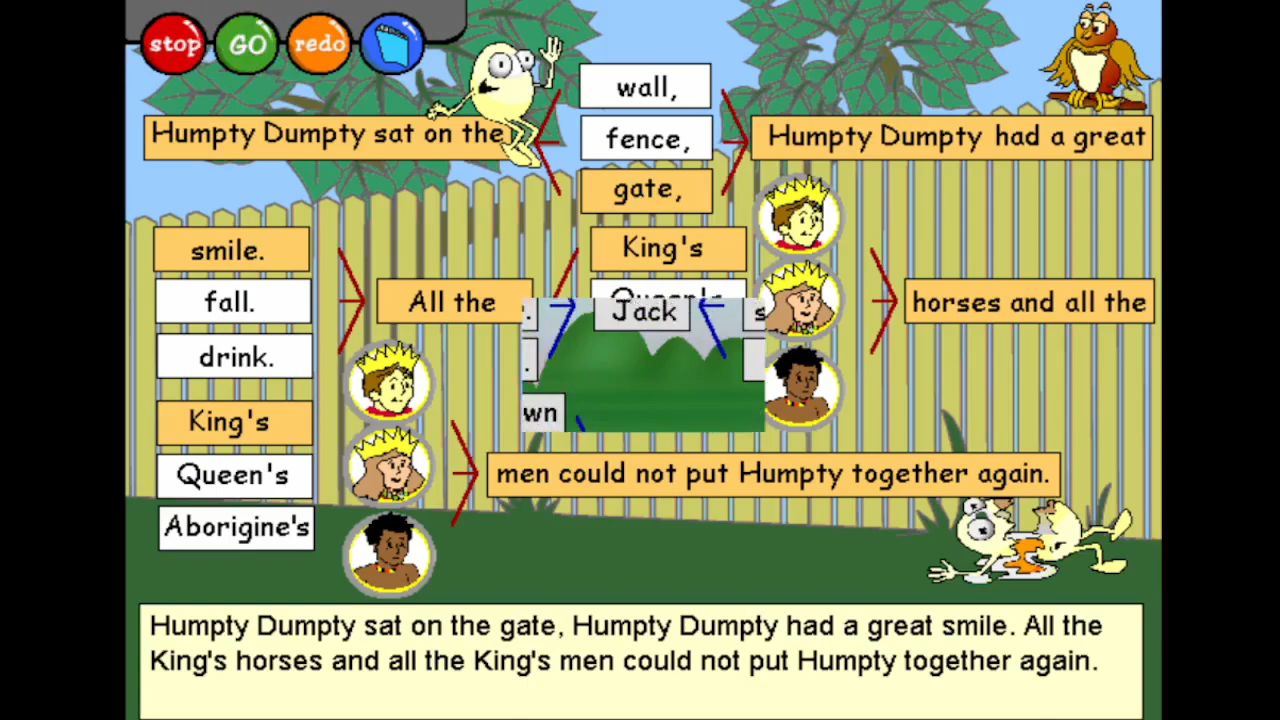 stop GO redo
wall,
Humpty Dumpty sat on the
fence,
Humpty Dumpty had a great
gate,
smile.
King's
fall.
All the
Queen's
horses and all the
Jack
drink.
King's
wn
Queen's
men could not put Humpty together again.
Aborigine's
Humpty Dumpty sat on the gate, Humpty Dumpty had a great smile. All the
King's horses and all the King's men could not put Humpty together again.